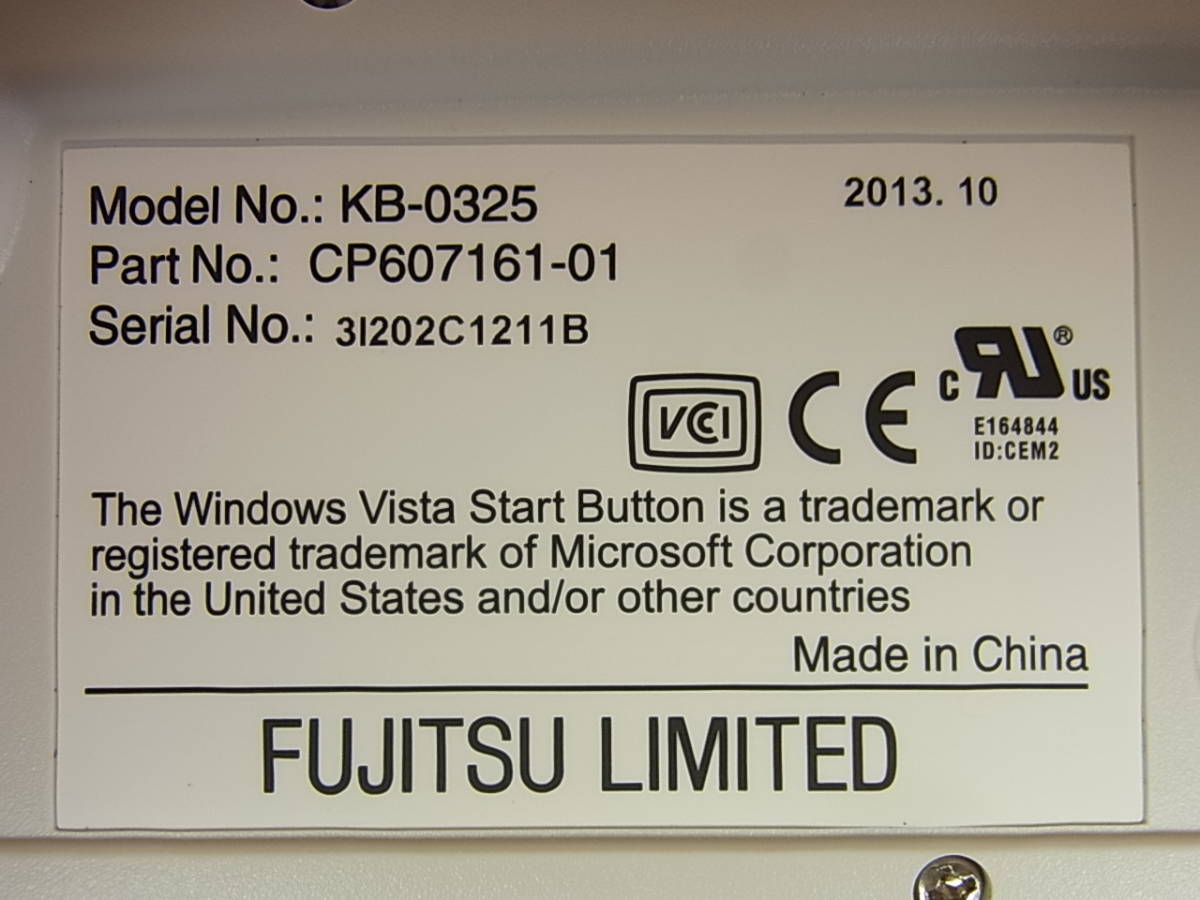 Model No.: KB-0325
2013. 10
Part No.: CP607161-01
Serial No.: 3I202C1211B
VCCI
CE
c RU ® US
E164844
ID:CEM2
The Windows Vista Start Button is a trademark or
registered trademark of Microsoft Corporation
in the United States and/or other countries
Made in China
FUJITSU LIMITED